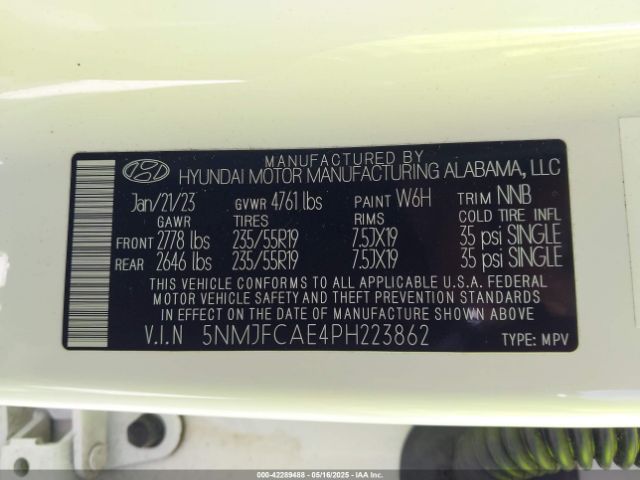 MANUFACTURED BY
HYUNDAI MOTOR MANUFACTURING ALABAMA, LLC
Jan/21/23 GVWR 4761 lbs PAINT W6H TRIM NNB
GAWR TIRES RIMS COLD TIRE INFL
FRONT 2778 lbs 235/55R19 7.5JX19 35 psi SINGLE
REAR 2646 lbs 235/55R19 7.5JX19 35 psi SINGLE
THIS VEHICLE CONFORMS TO ALL APPLICABLE U.S.A. FEDERAL
MOTOR VEHICLE SAFETY AND THEFT PREVENTION STANDARDS
IN EFFECT ON THE DATE OF MANUFACTURE SHOWN ABOVE.
V.I.N 5NMJFCAE4PH223862 TYPE: MPV
000-42289488 - 05/16/2025 - IAAI.COM